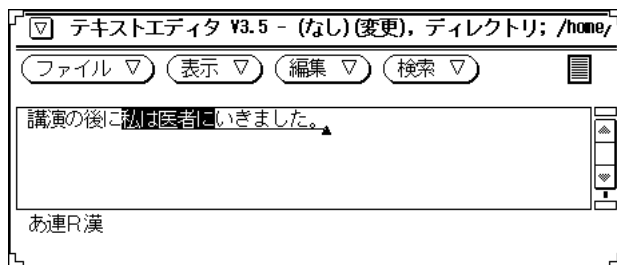 テキストエディタ V3.5 - (なし)(変更), ディレクトリ; /home/
ファイル ▽ 表示 ▽ 編集 ▽ 検索 ▽
講演の後に私は医者にいきました。
あ連R漢